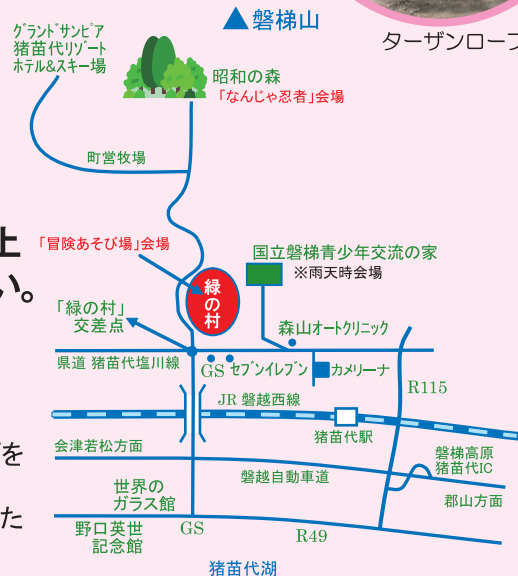 ▲磐梯山
グランドサンピア
猪苗代リゾート
ホテル&スキー場
ターザンロープ
昭和の森
「なんじゃ忍者」会場
町営牧場
上
い。
「冒険あそび場」会場
国立磐梯青少年交流の家
※雨天時会場
緑の村
「緑の村」
交差点
森山オートクリニック
県道 猪苗代塩川線
GS セブンイレブン
カメリーナ
R115
JR 磐越西線
猪苗代駅
を
会津若松方面
磐越自動車道
磐梯高原
猪苗代IC
郡山方面
世界の
ガラス館
た
野口英世
記念館
GS
R49
猪苗代湖